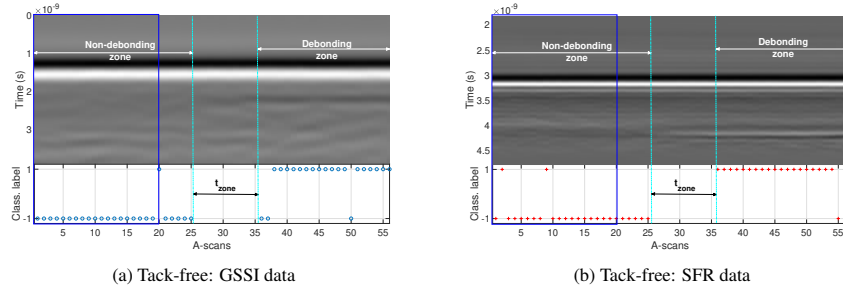 ×10⁻⁹
0
1
2
3
Time (s)
Non-debonding
zone
Debonding
zone
1
-1
Class. label
t_zone
5 10 15 20 25 30 35 40 45 50 55
A-scans
(a) Tack-free: GSSI data
×10⁻⁹
2
2.5
3
3.5
4
4.5
Time (s)
Non-debonding
zone
Debonding
zone
1
-1
Class. label
t_zone
5 10 15 20 25 30 35 40 45 50 55
A-scans
(b) Tack-free: SFR data